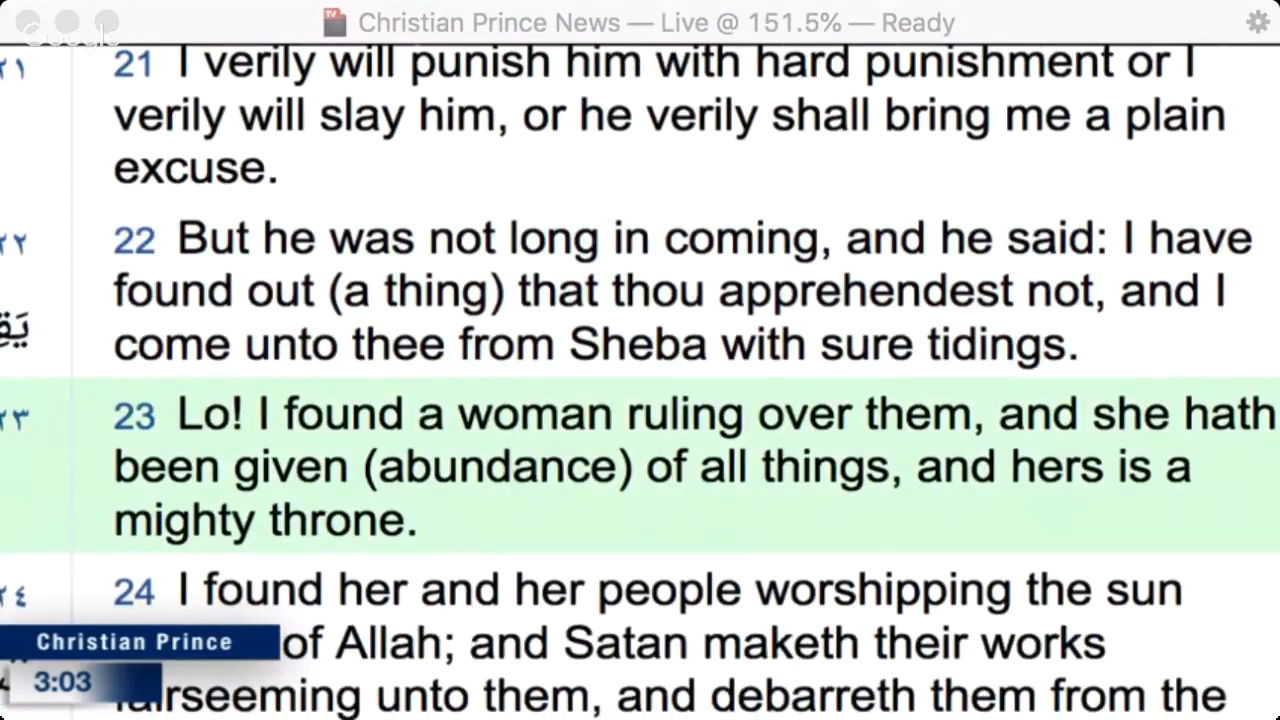 Christian Prince News — Live @ 151.5% — Ready
Google
٢١
21 I verily will punish him with hard punishment or I
verily will slay him, or he verily shall bring me a plain
excuse.
٢٢
22 But he was not long in coming, and he said: I have
found out (a thing) that thou apprehendest not, and I
come unto thee from Sheba with sure tidings.
٢٣
23 Lo! I found a woman ruling over them, and she hath
been given (abundance) of all things, and hers is a
mighty throne.
٢٤
24 I found her and her people worshipping the sun
of Allah; and Satan maketh their works
Christian Prince
fairseeming unto them, and debarreth them from the
3:03